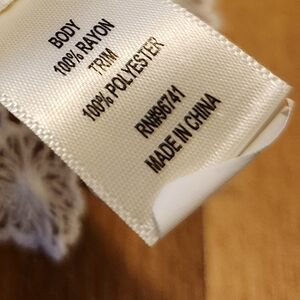 BODY
100% RAYON
TRIM
100% POLYESTER
RN#96741
MADE IN CHINA